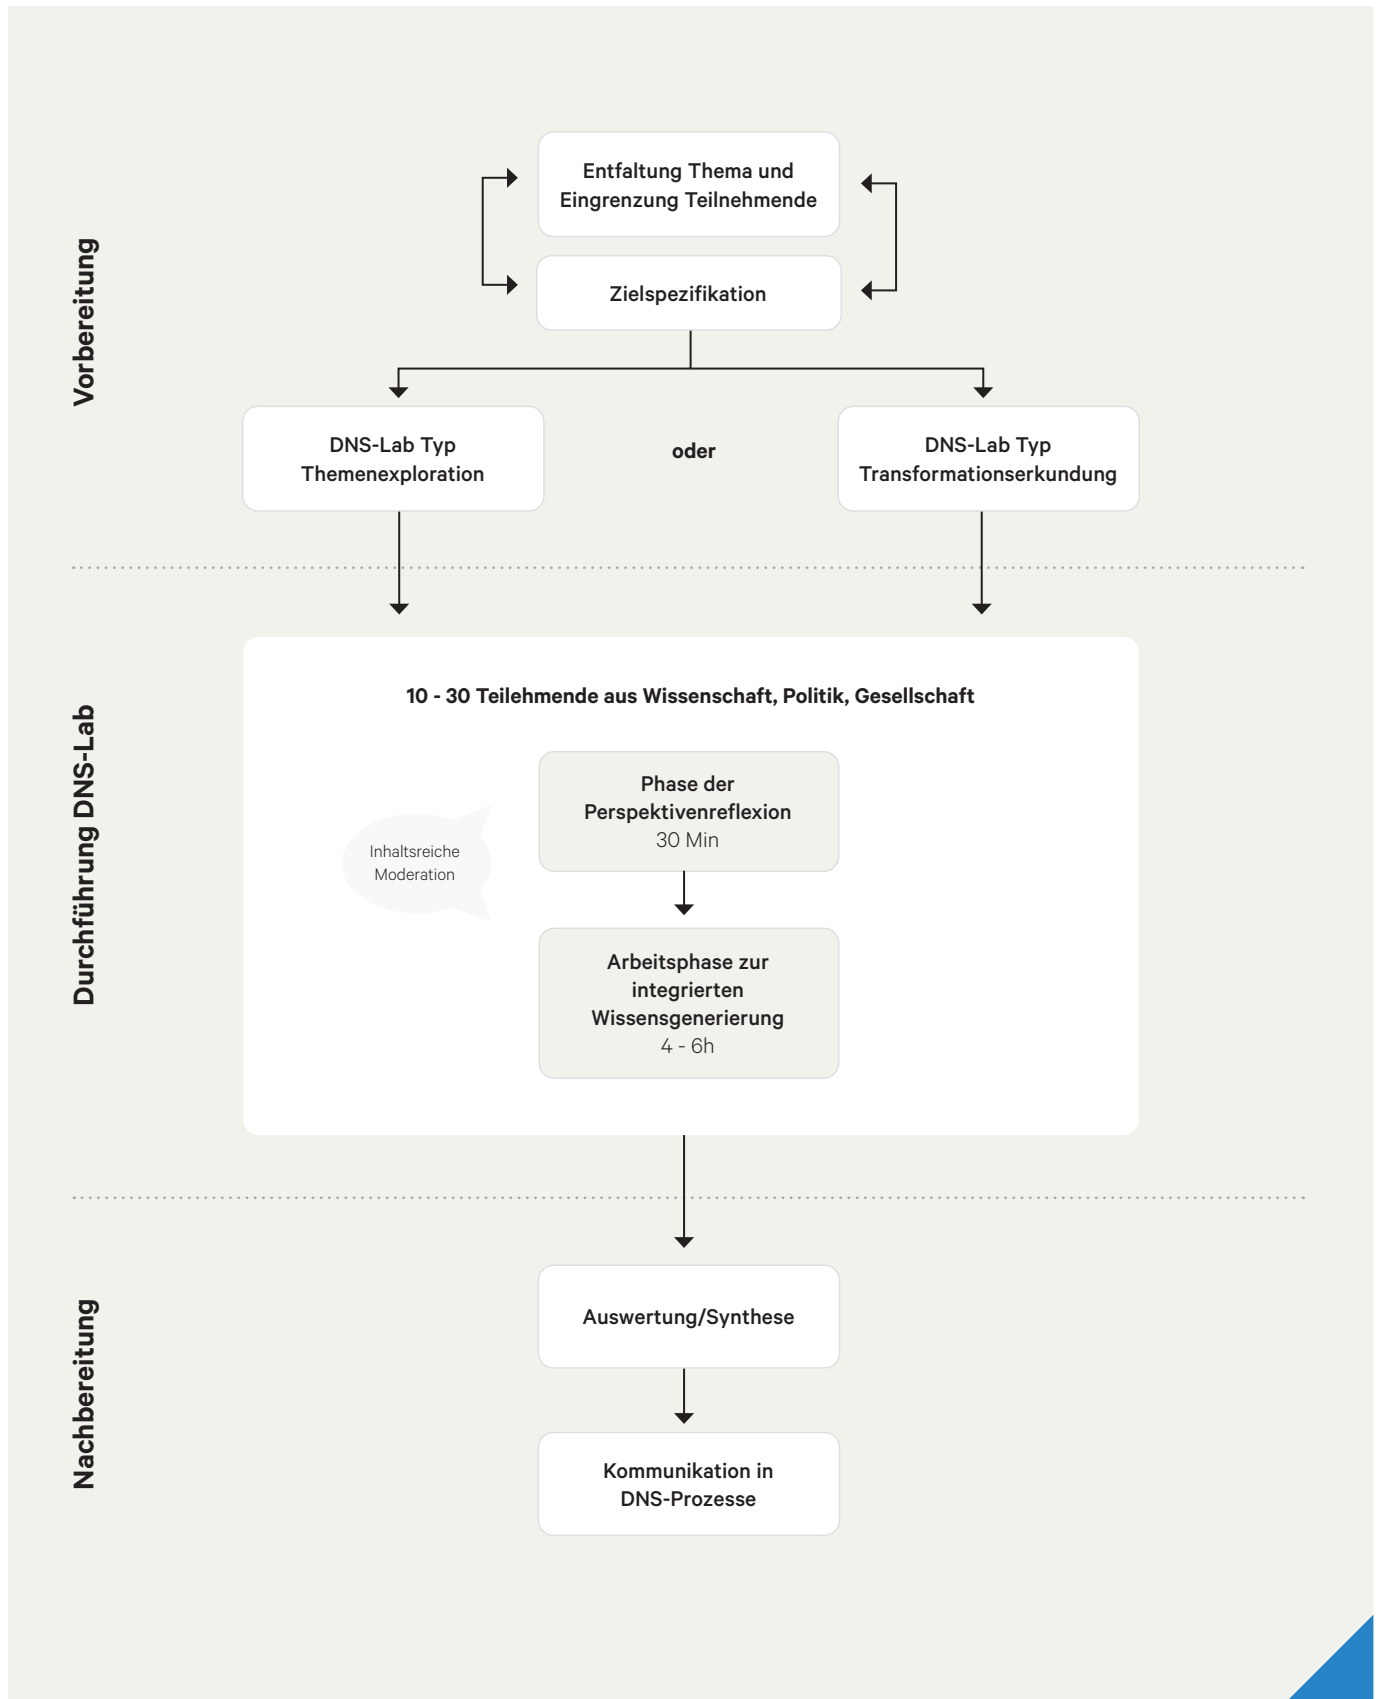 Vorbereitung
Entfaltung Thema und
Eingrenzung Teilnehmende
Zielspezifikation
DNS-Lab Typ
Themenexploration
oder
DNS-Lab Typ
Transformationserkundung
Durchführung DNS-Lab
10 - 30 Teilehmende aus Wissenschaft, Politik, Gesellschaft
Phase der
Perspektivenreflexion
30 Min
Inhaltsreiche
Moderation
Arbeitsphase zur
integrierten
Wissensgenerierung
4 - 6h
Nachbereitung
Auswertung/Synthese
Kommunikation in
DNS-Prozesse